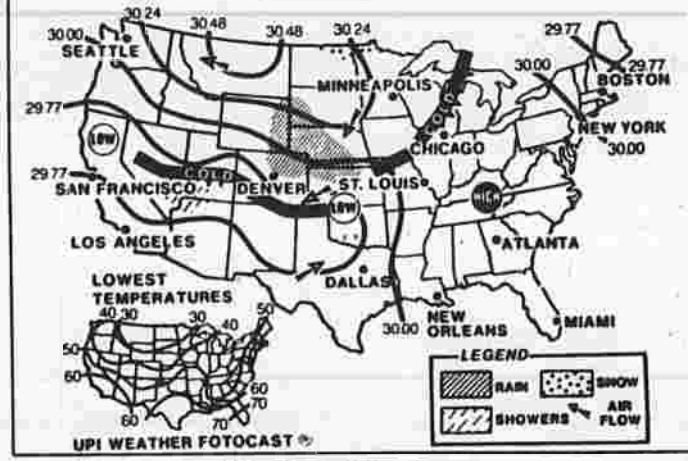 30.24
30.48
30.48
30.24
30.00
SEATTLE
29.77
30.00
29.77
BOSTON
MINNEAPOLIS
29.77
LOW
COLD
CHICAGO
NEW YORK
30.00
29.77
SAN FRANCISCO
COLD
DENVER
ST. LOUIS
LOW
HIGH
LOS ANGELES
ATLANTA
DALLAS
LOWEST
TEMPERATURES
NEW
ORLEANS
MIAMI
30.00
40 30
30
40
50
50
60
60
70
60
70
LEGEND
RAIN
SNOW
SHOWERS
AIR
FLOW
UPI WEATHER FOTOCAST ®